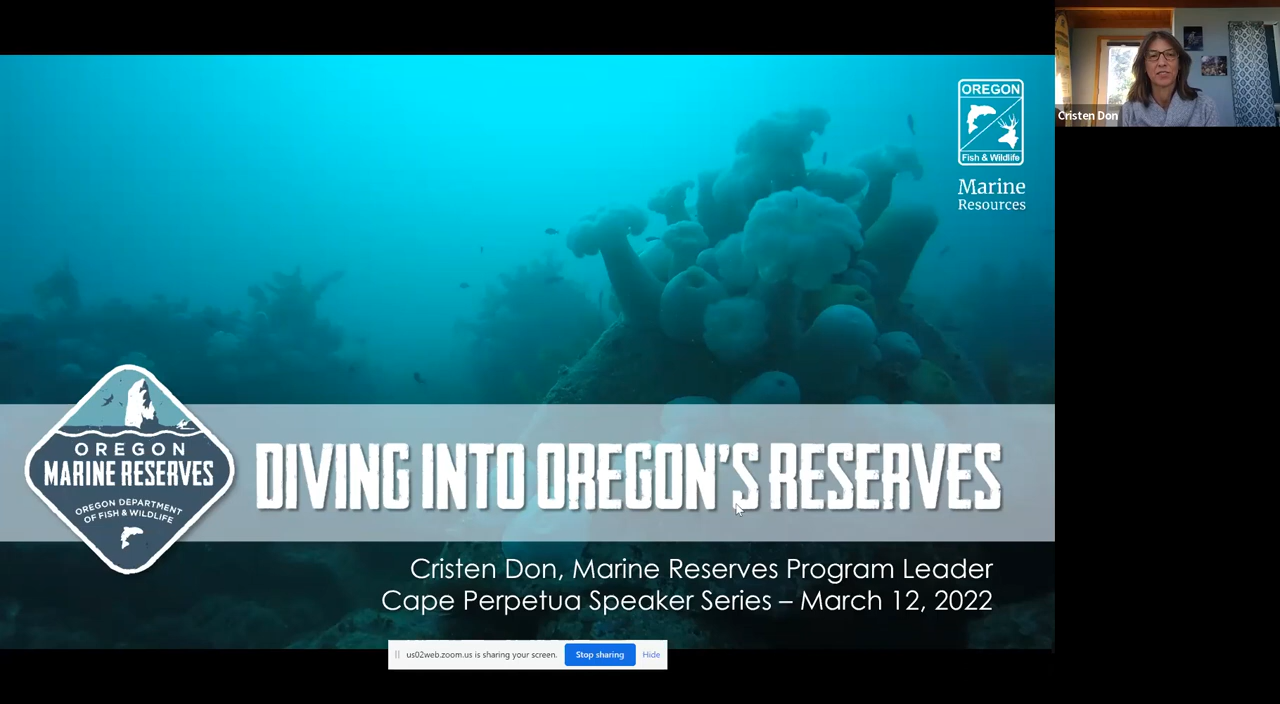 OREGON
Fish & Wildlife
Marine
Resources
Cristen Don
OREGON
MARINE RESERVES
OREGON DEPARTMENT
OF FISH & WILDLIFE
DIVING INTO OREGON'S RESERVES
Cristen Don, Marine Reserves Program Leader
Cape Perpetua Speaker Series – March 12, 2022
us02web.zoom.us is sharing your screen.
Stop sharing
Hide